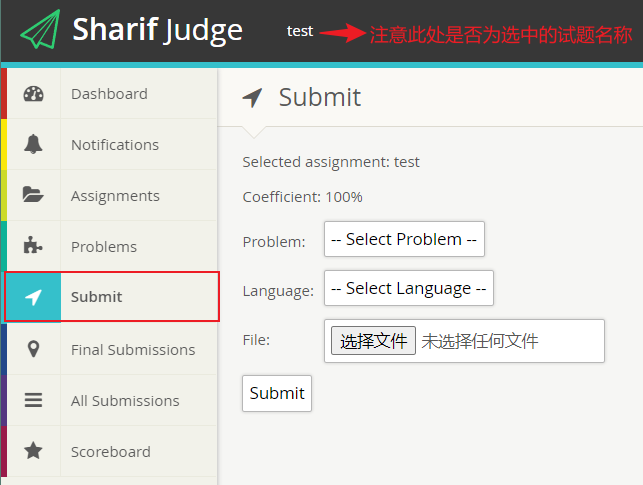 Sharif Judge
test
注意此处是否为选中的试题名称
Dashboard
Notifications
Assignments
Problems
Submit
Final Submissions
All Submissions
Scoreboard
Submit
Selected assignment: test
Coefficient: 100%
Problem: -- Select Problem --
Language: -- Select Language --
File: 选择文件 未选择任何文件
Submit